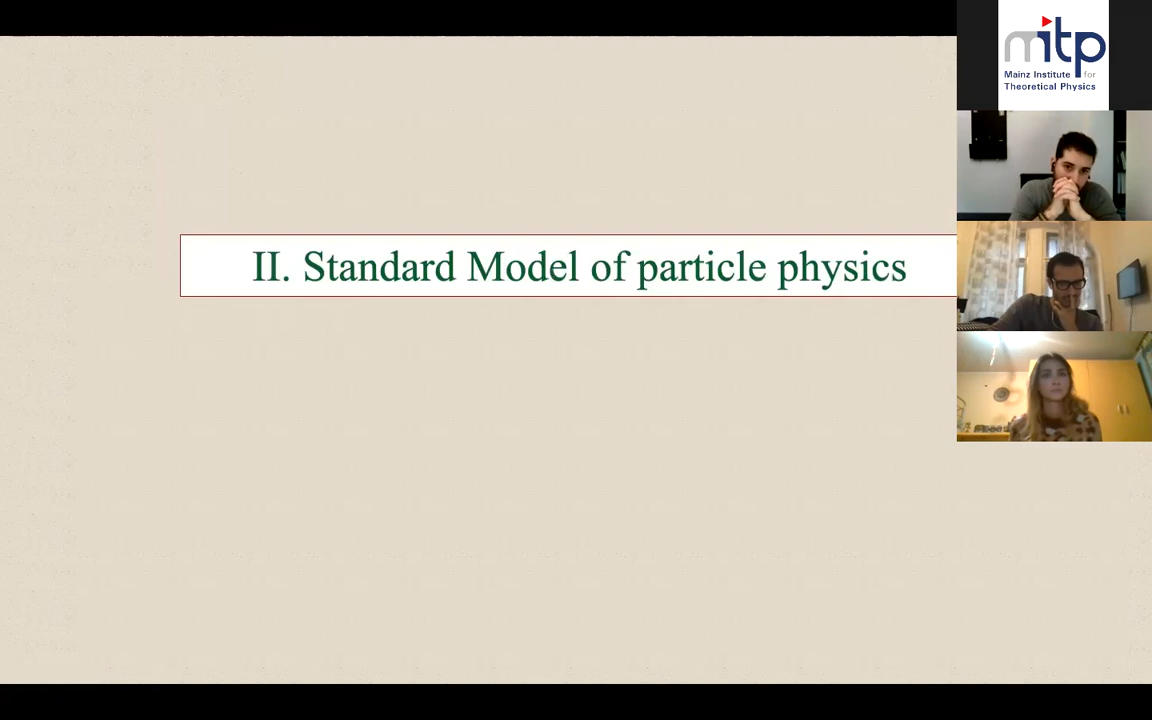 II. Standard Model of particle physics
mitp
Mainz Institute for
Theoretical Physics